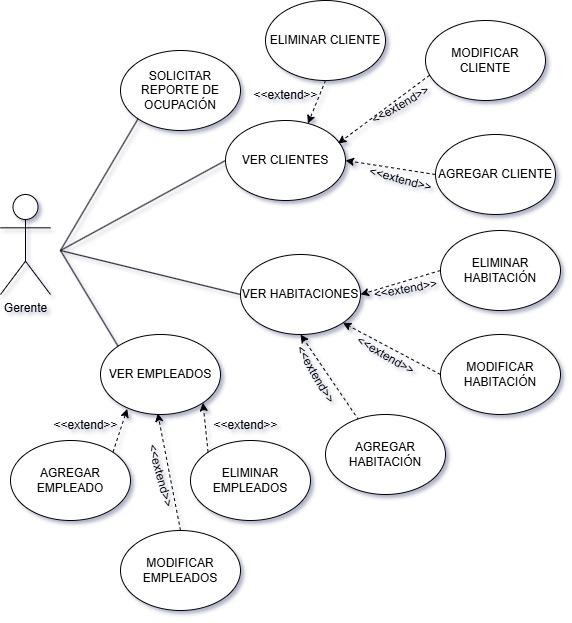 ELIMINAR CLIENTE
MODIFICAR
CLIENTE
SOLICITAR
REPORTE DE
OCUPACIÓN
<<extend>>
<<extend>>
VER CLIENTES
AGREGAR CLIENTE
<<extend>>
Gerente
ELIMINAR
HABITACIÓN
VER HABITACIONES
<<extend>>
<<extend>>
<<extend>>
MODIFICAR
HABITACIÓN
VER EMPLEADOS
<<extend>>
<<extend>>
<<extend>>
AGREGAR
HABITACIÓN
AGREGAR
EMPLEADO
ELIMINAR
EMPLEADOS
MODIFICAR
EMPLEADOS